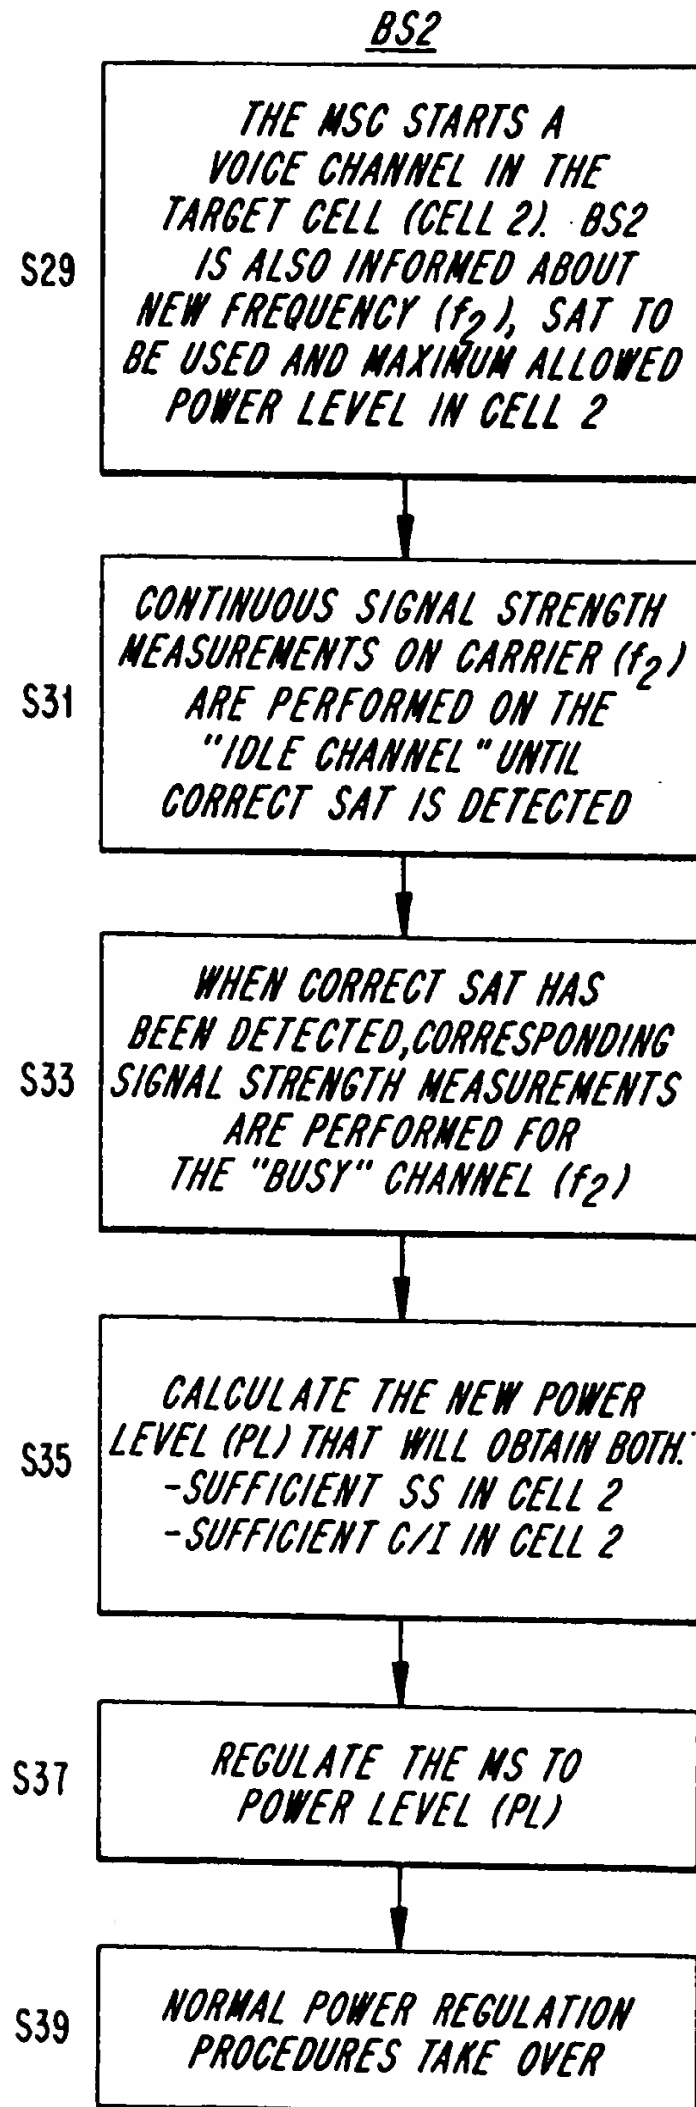 BS2
S29
THE MSC STARTS A
VOICE CHANNEL IN THE
TARGET CELL (CELL 2). BS2
IS ALSO INFORMED ABOUT
NEW FREQUENCY (f2), SAT TO
BE USED AND MAXIMUM ALLOWED
POWER LEVEL IN CELL 2
S31
CONTINUOUS SIGNAL STRENGTH
MEASUREMENTS ON CARRIER (f2)
ARE PERFORMED ON THE
"IDLE CHANNEL" UNTIL
CORRECT SAT IS DETECTED
S33
WHEN CORRECT SAT HAS
BEEN DETECTED, CORRESPONDING
SIGNAL STRENGTH MEASUREMENTS
ARE PERFORMED FOR
THE "BUSY" CHANNEL (f2)
S35
CALCULATE THE NEW POWER
LEVEL (PL) THAT WILL OBTAIN BOTH:
-SUFFICIENT SS IN CELL 2
-SUFFICIENT C/I IN CELL 2
S37
REGULATE THE MS TO
POWER LEVEL (PL)
S39
NORMAL POWER REGULATION
PROCEDURES TAKE OVER